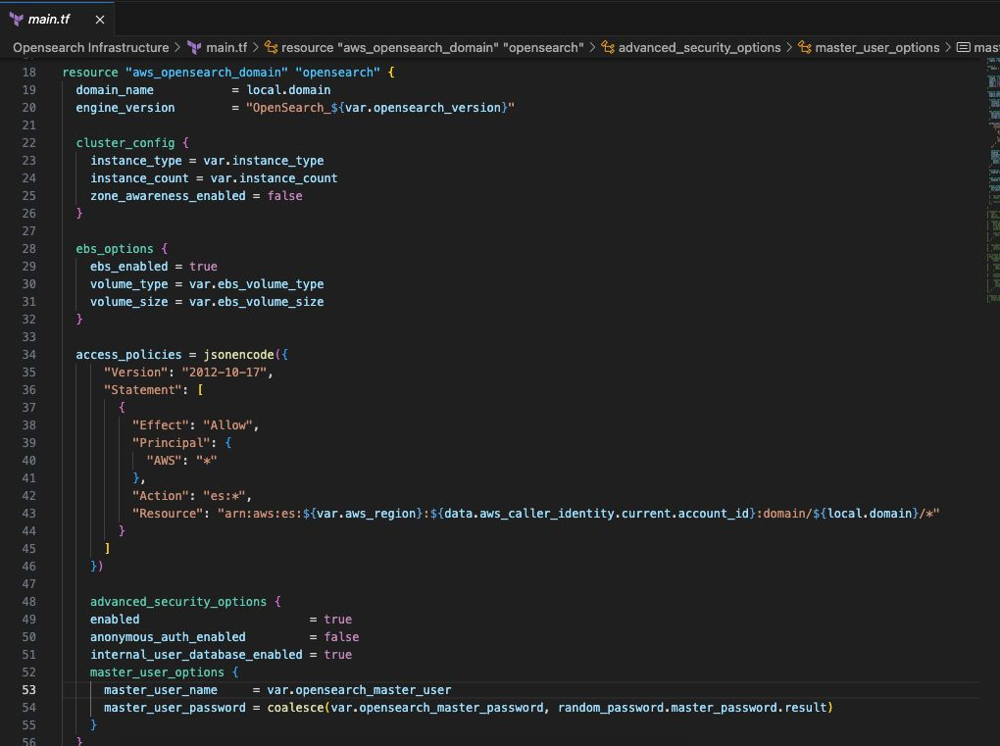 main.tf
Opensearch Infrastructure > main.tf > resource "aws_opensearch_domain" "opensearch" > advanced_security_options > master_user_options > mast
18 resource "aws_opensearch_domain" "opensearch" {
19   domain_name           = local.domain
20   engine_version        = "OpenSearch_${var.opensearch_version}"
21
22   cluster_config {
23     instance_type = var.instance_type
24     instance_count = var.instance_count
25     zone_awareness_enabled = false
26   }
27
28   ebs_options {
29     ebs_enabled = true
30     volume_type = var.ebs_volume_type
31     volume_size = var.ebs_volume_size
32   }
33
34   access_policies = jsonencode({
35       "Version": "2012-10-17",
36       "Statement": [
37         {
38           "Effect": "Allow",
39           "Principal": {
40             "AWS": "*"
41           },
42           "Action": "es:*",
43           "Resource": "arn:aws:es:${var.aws_region}:${data.aws_caller_identity.current.account_id}:domain/${local.domain}/*"
44         }
45       ]
46     })
47
48     advanced_security_options {
49     enabled                        = true
50     anonymous_auth_enabled         = false
51     internal_user_database_enabled = true
52     master_user_options {
53       master_user_name     = var.opensearch_master_user
54       master_user_password = coalesce(var.opensearch_master_password, random_password.master_password.result)
55     }
56   }